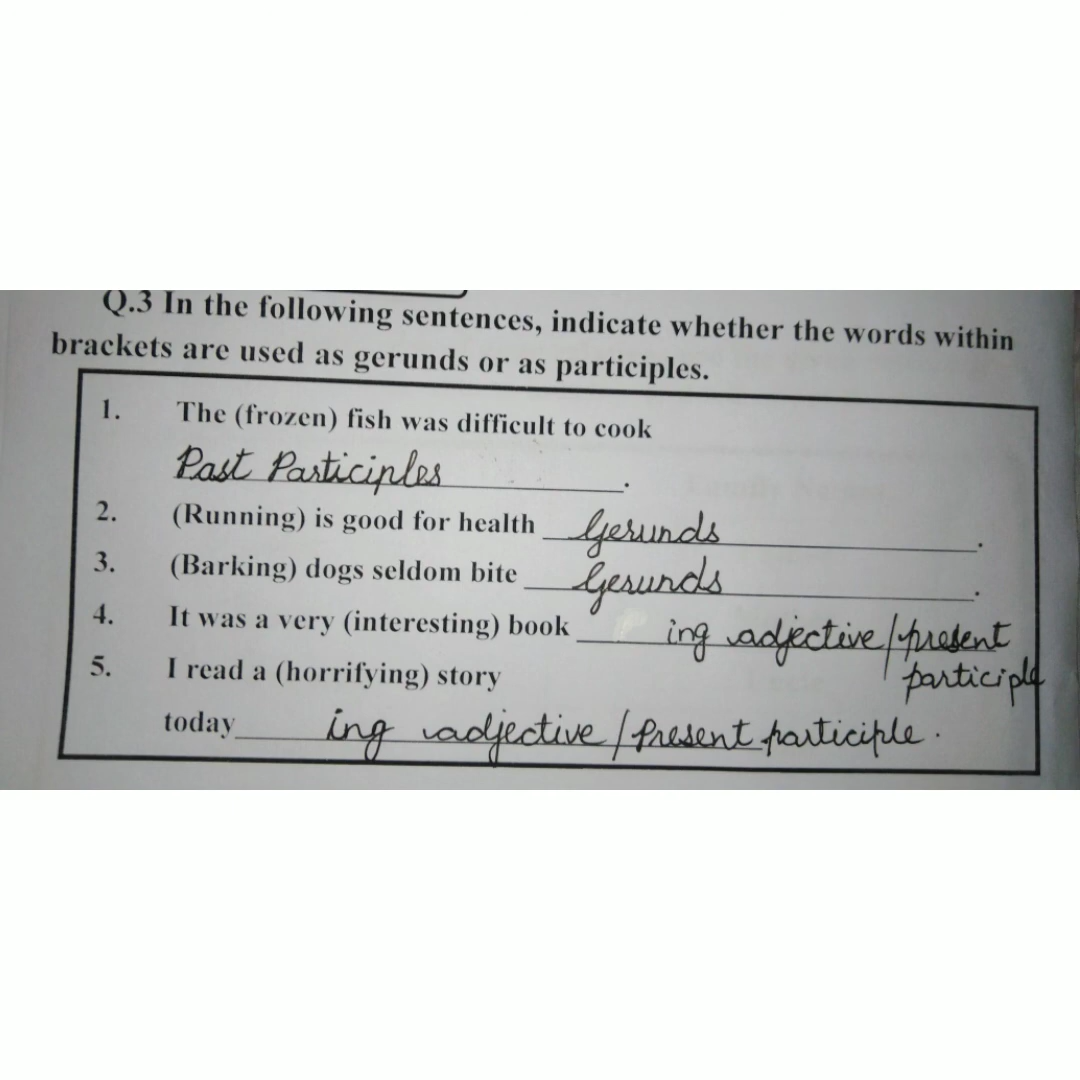 Q.3 In the following sentences, indicate whether the words within
brackets are used as gerunds or as participles.
1. The (frozen) fish was difficult to cook
Past Participles.
2. (Running) is good for health Gerunds.
3. (Barking) dogs seldom bite Gerunds.
4. It was a very (interesting) book ing adjective/present
participle
5. I read a (horrifying) story
today ing adjective/Present participle.